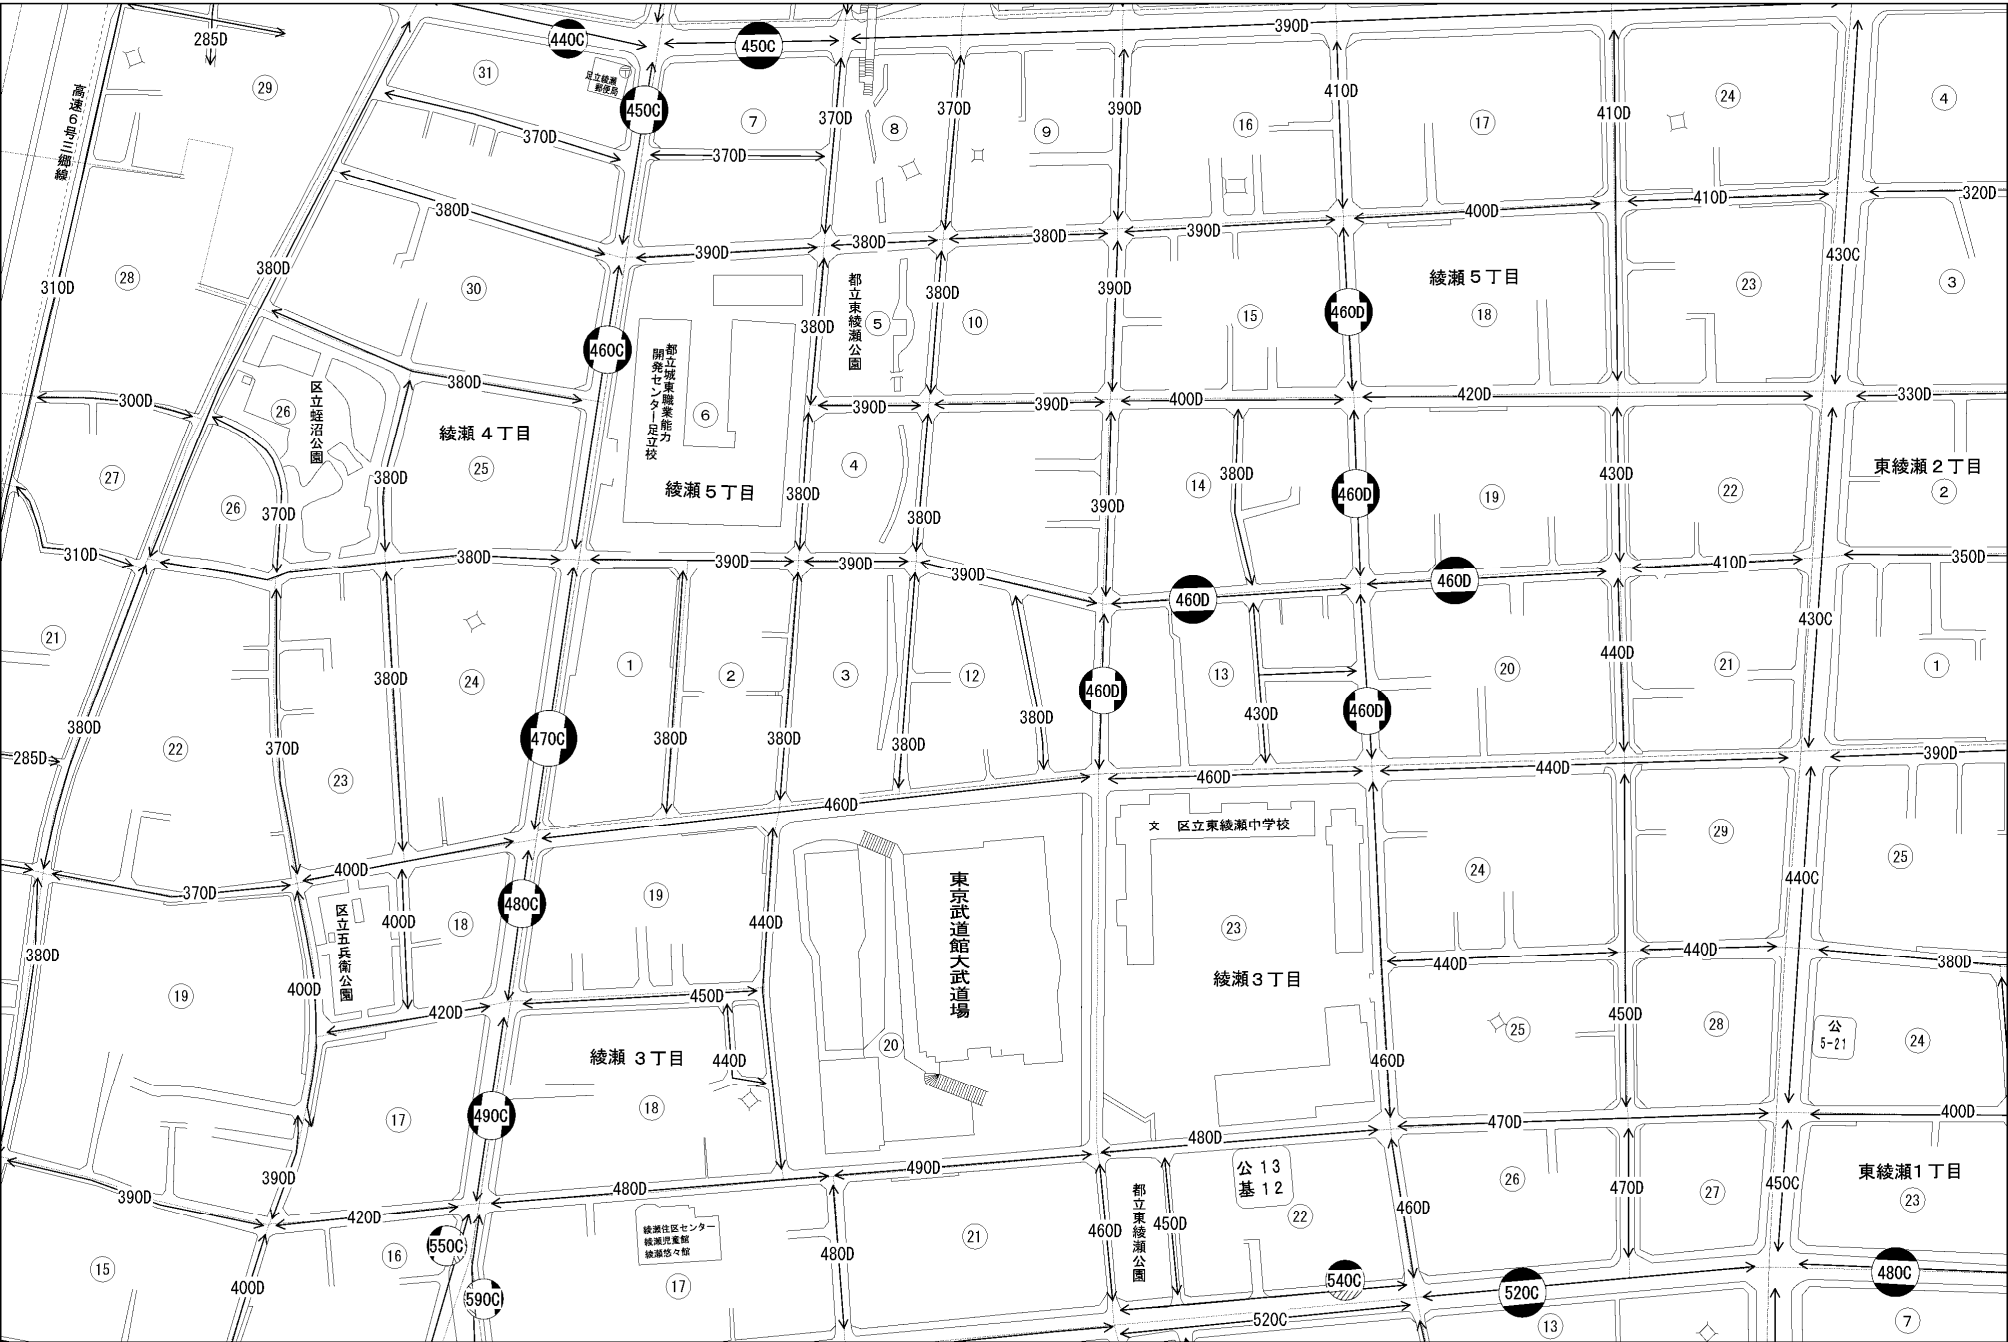 285D
440C
450C
390D
29
31
足立綾瀬
郵便局
高速6号三郷線
450C
7
370D
8
370D
9
390D
16
410D
17
410D
24
4
370D
370D
380D
390D
380D
380D
390D
400D
410D
320D
28
310D
380D
30
460C
都立城東職業能力
開発センター足立校
6
380D
都立東綾瀬公園
5
380D
10
390D
15
460D
綾瀬5丁目
18
23
430C
3
380D
300D
26
区立蛭沼公園
綾瀬4丁目
25
390D
390D
400D
420D
330D
27
26
370D
380D
綾瀬5丁目
380D
4
380D
390D
14
380D
460D
19
430D
22
東綾瀬2丁目
2
310D
380D
390D
390D
390D
460D
460D
410D
350D
21
380D
24
1
2
3
12
460D
13
430D
460D
20
440D
21
430C
1
380D
22
370D
23
470C
380D
380D
380D
380D
285D
460D
460D
440D
390D
区立東綾瀬中学校
文
29
25
370D
400D
400D
480C
18
19
440D
東京武道館大武道場
23
綾瀬3丁目
24
440C
380D
19
400D
区立五兵衛公園
420D
450D
440D
440D
380D
綾瀬3丁目
440D
20
460D
25
450D
28
公
5-21
24
17
490C
18
480D
470D
400D
390D
390D
420D
480D
490D
公13
基12
26
470D
27
450C
東綾瀬1丁目
23
15
400D
16
550C
590C
綾瀬住区センター
綾瀬児童館
綾瀬悠々館
17
480D
21
460D
都立東綾瀬公園
450D
22
460D
540C
520C
520C
480C
13
7